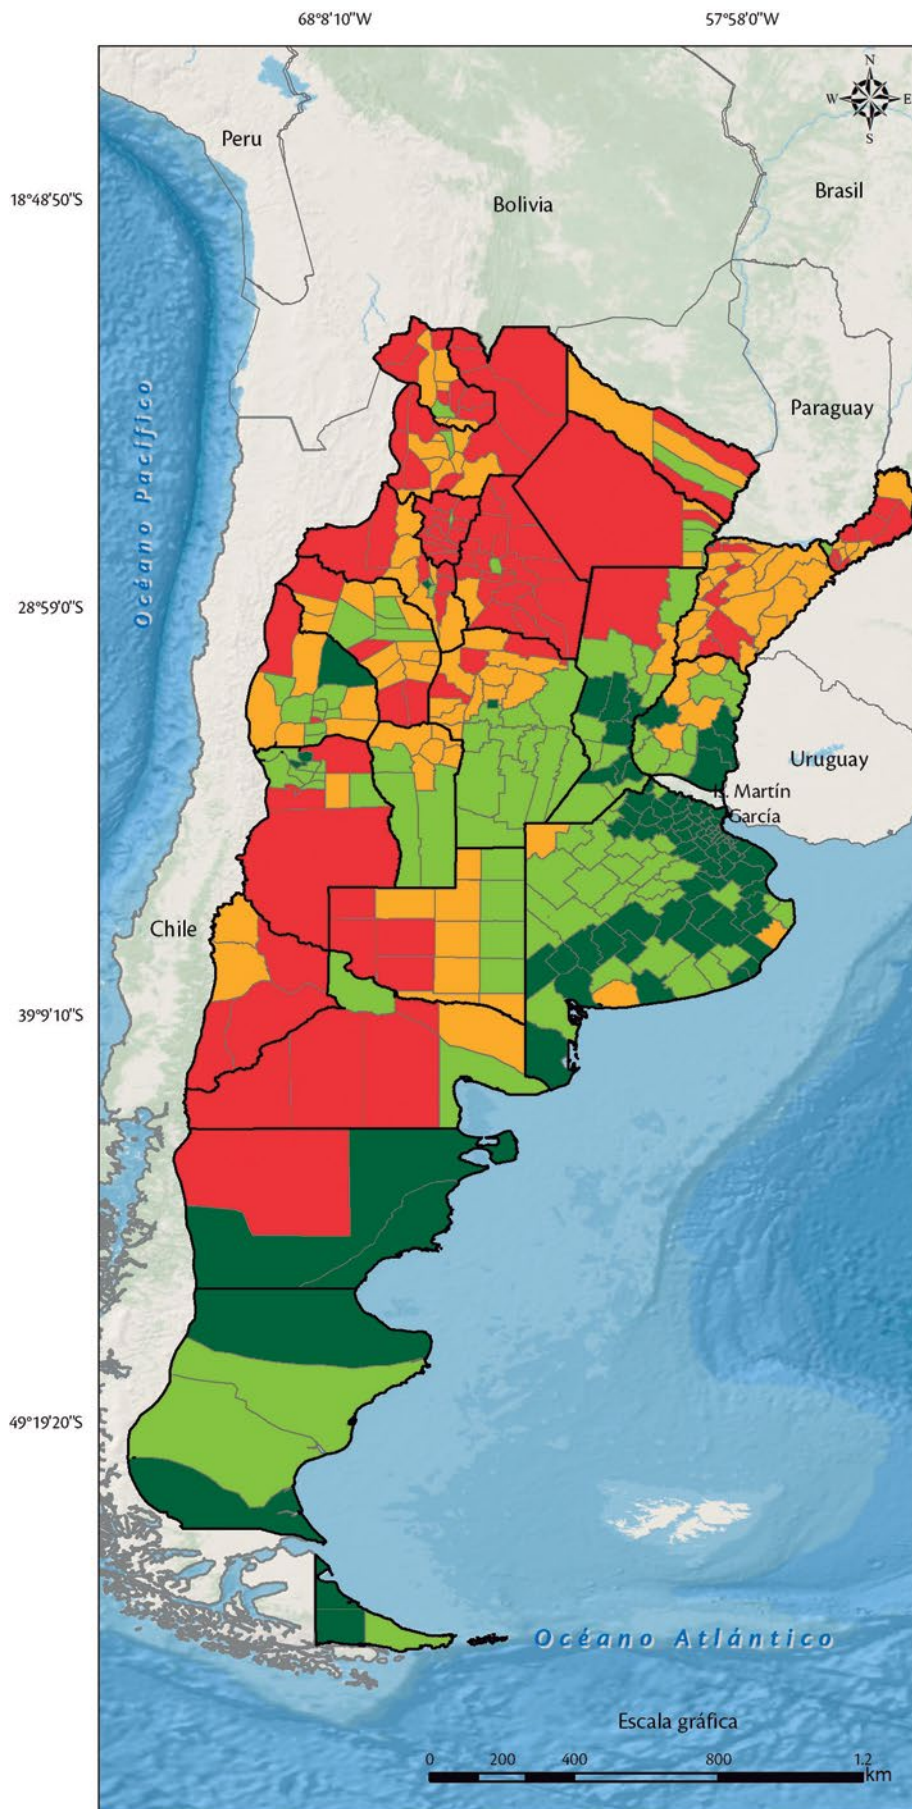 68°8'10"W 57°58'0"W
N
W E
S
Peru
18°48'50"S
Brasil
Bolivia
Paraguay
Océano Pacífico
28°59'0"S
Uruguay
Martín
García
Chile
39°9'10"S
49°19'20"S
Océano Atlántico
Escala gráfica
0 200 400 800 1.2
km